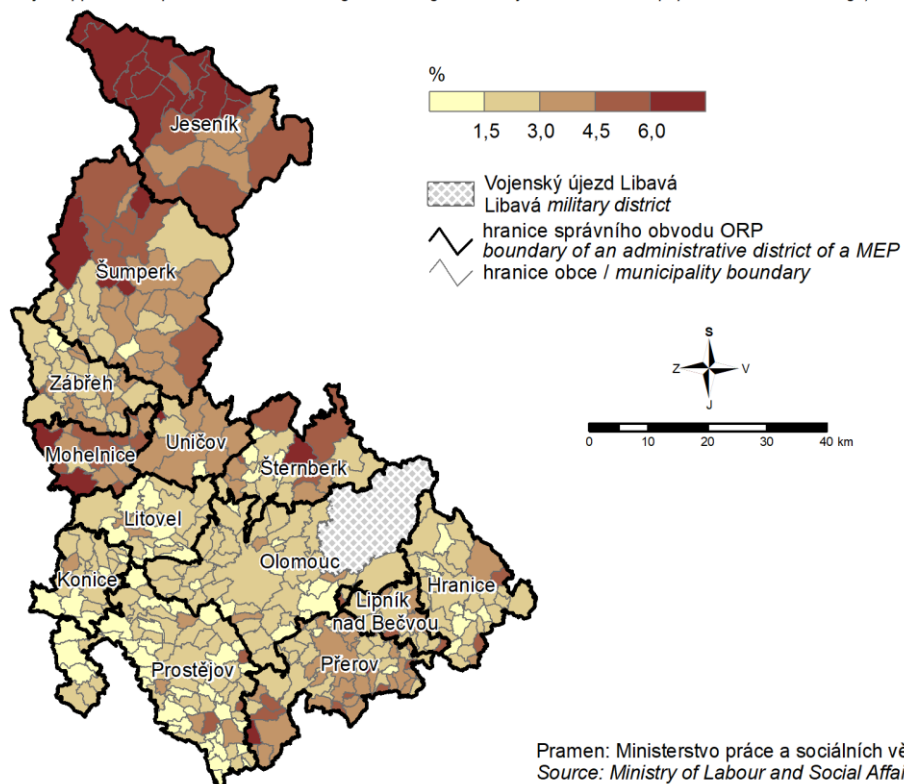 %
1,5 3,0 4,5 6,0
Vojenský újezd Libavá
Libavá military district
hranice správního obvodu ORP
boundary of an administrative district of a MEP
hranice obce / municipality boundary
S
Z V
J
0 10 20 30 40 km
Jeseník
Šumperk
Zábřeh
Mohelnice
Uničov
Šternberk
Litovel
Olomouc
Konice
Hranice
Lipník
nad Bečvou
Prostějov
Přerov
Pramen: Ministerstvo práce a sociálních vě
Source: Ministry of Labour and Social Affai